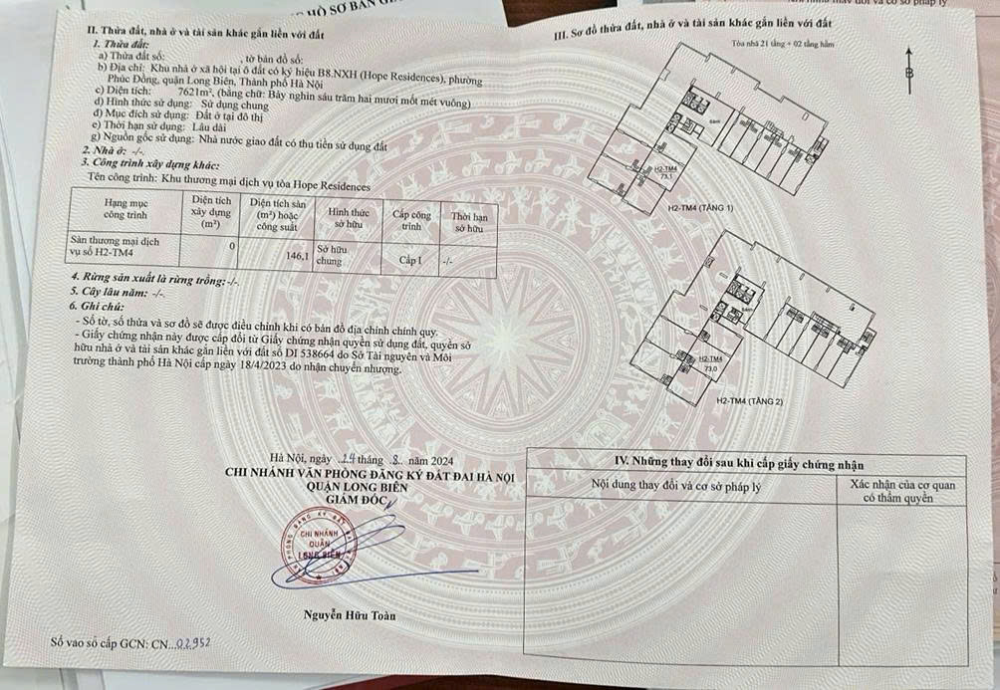 HỒ SƠ BẢN
II. Thửa đất, nhà ở và tài sản khác gắn liền với đất
1. Thửa đất:
a) Thửa đất số: , tờ bản đồ số:
b) Địa chỉ: Khu nhà ở xã hội tại ô đất có ký hiệu B8.NXH (Hope Residences), phường
Phúc Đồng, quận Long Biên, Thành phố Hà Nội
c) Diện tích: 7621m², (bằng chữ: Bảy nghìn sáu trăm hai mươi mốt mét vuông)
d) Hình thức sử dụng: Sử dụng chung
đ) Mục đích sử dụng: Đất ở tại đô thị
e) Thời hạn sử dụng: Lâu dài
g) Nguồn gốc sử dụng: Nhà nước giao đất có thu tiền sử dụng đất
2. Nhà ở: -/-.
3. Công trình xây dựng khác:
Tên công trình: Khu thương mại dịch vụ tòa Hope Residences
Hạng mục công trình
Diện tích xây dựng (m²)
Diện tích sàn (m²) hoặc công suất
Hình thức sở hữu
Cấp công trình
Thời hạn sở hữu
Sàn thương mại dịch vụ số H2-TM4
0
146,1
Sở hữu chung
Cấp I
-/-
4. Rừng sản xuất là rừng trồng:-/-.
5. Cây lâu năm: -/-.
6. Ghi chú:
- Số tờ, số thửa và sơ đồ sẽ được điều chỉnh khi có bản đồ địa chính chính quy.
- Giấy chứng nhận này được cấp đổi từ Giấy chứng nhận quyền sử dụng đất, quyền sở
hữu nhà ở và tài sản khác gắn liền với đất số DI 538664 do Sở Tài nguyên và Môi
trường thành phố Hà Nội cấp ngày 18/4/2023 do nhận chuyển nhượng.
Hà Nội, ngày 24 tháng 8 năm 2024
CHI NHÁNH VĂN PHÒNG ĐĂNG KÝ ĐẤT ĐAI HÀ NỘI
QUẬN LONG BIÊN
GIÁM ĐỐC
CHI NHÁNH
QUẬN
LONG BIÊN
Nguyễn Hữu Toàn
Số vào sổ cấp GCN: CN...02952
III. Sơ đồ thửa đất, nhà ở và tài sản khác gắn liền với đất
Tòa nhà 21 tầng + 02 tầng hầm
B
Sảnh
H2-TM4
73,1
H2-TM4 (TẦNG 1)
Sảnh
H2-TM4
73,0
H2-TM4 (TẦNG 2)
IV. Những thay đổi sau khi cấp giấy chứng nhận
Nội dung thay đổi và cơ sở pháp lý
Xác nhận của cơ quan
có thẩm quyền